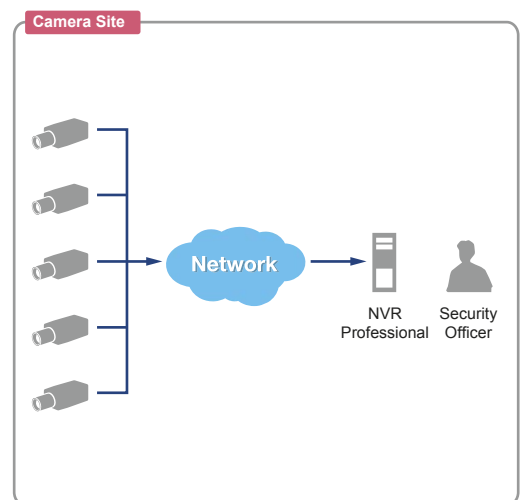 Camera Site
Network
NVR
Professional
Security
Officer